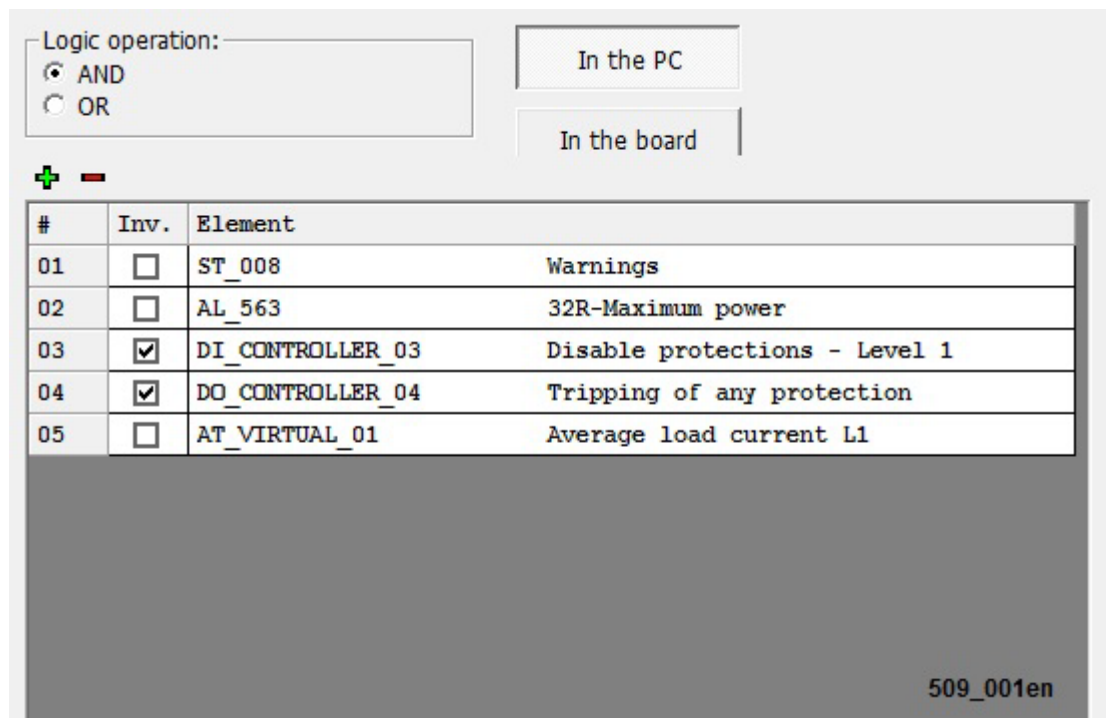 Logic operation:
AND
OR
In the PC
In the board
# Inv. Element
01 ST_008 Warnings
02 AL_563 32R-Maximum power
03 DI_CONTROLLER_03 Disable protections - Level 1
04 DO_CONTROLLER_04 Tripping of any protection
05 AT_VIRTUAL_01 Average load current L1
509_001en